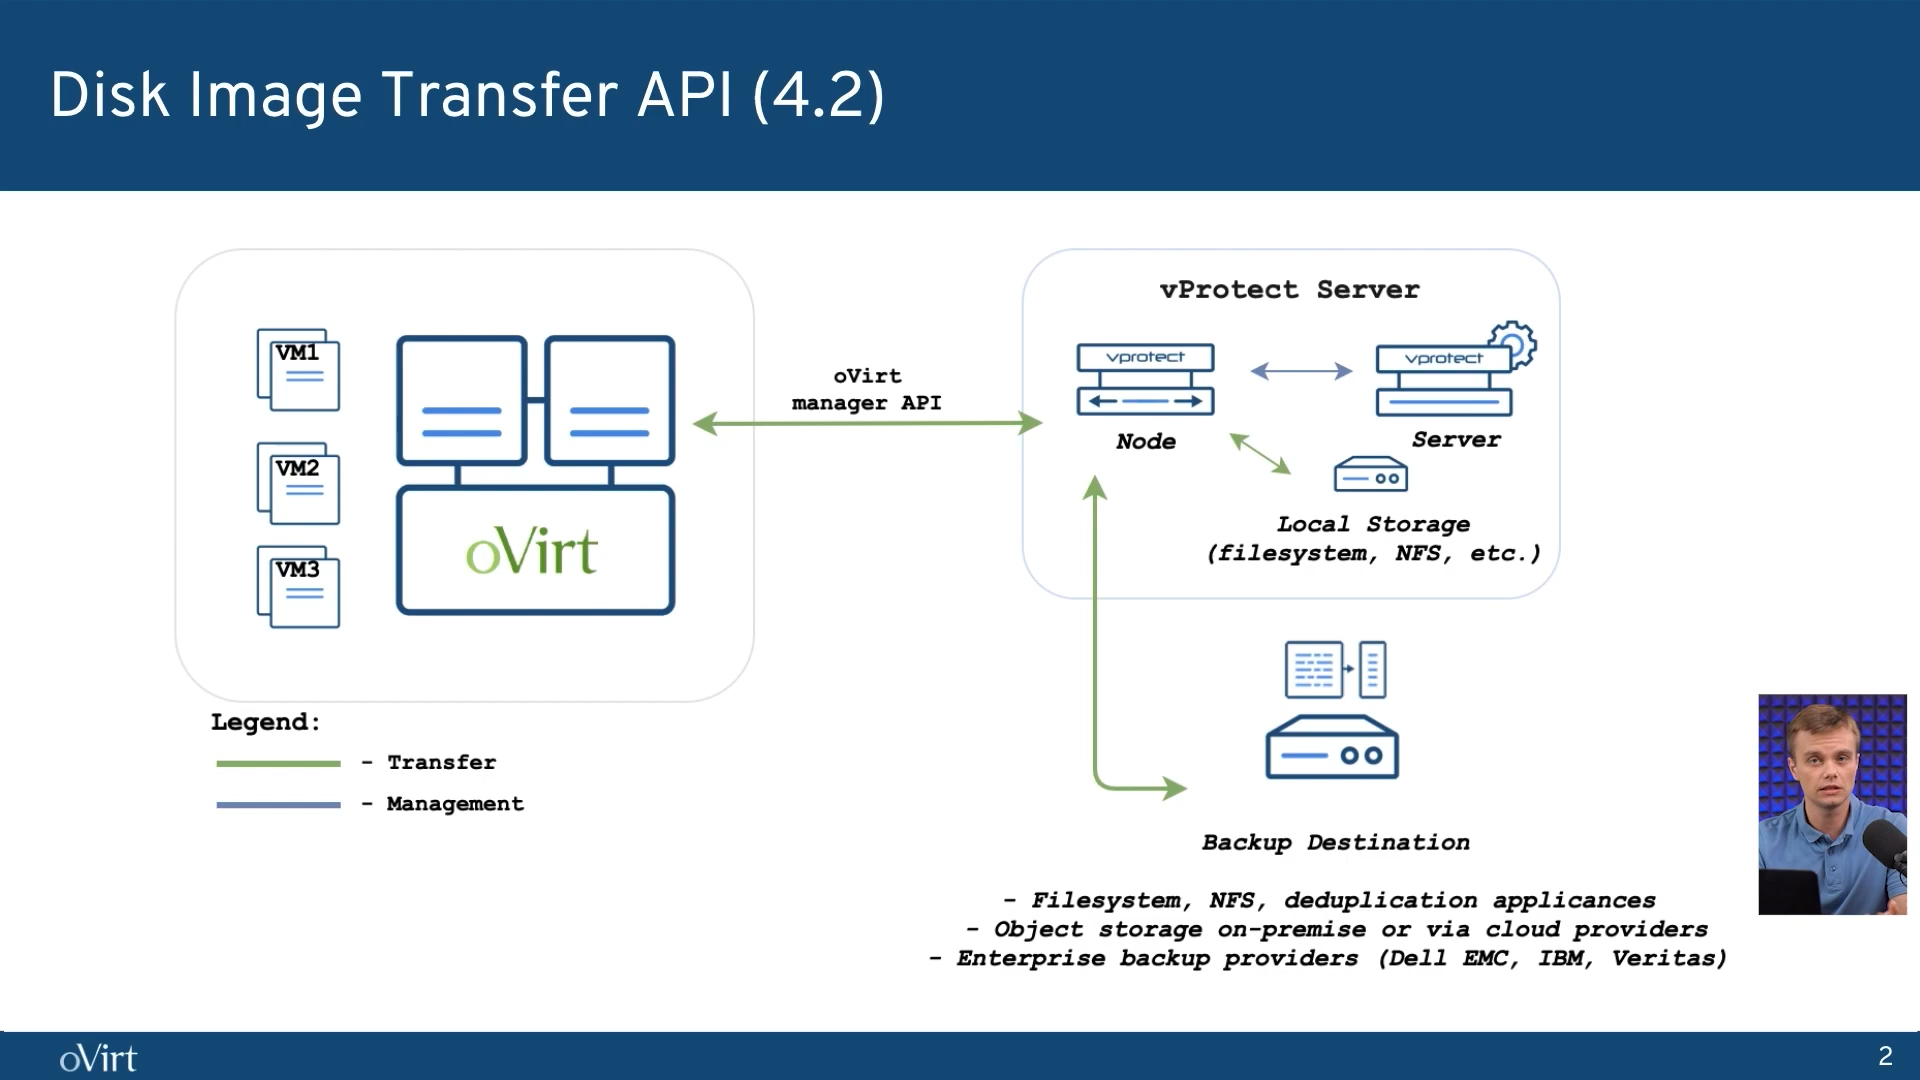 Disk Image Transfer API (4.2)
VM1
VM2
VM3
oVirt
oVirt
manager API
vProtect Server
vprotect
vprotect
Node
Server
Local Storage
(filesystem, NFS, etc.)
Legend:
- Transfer
- Management
Backup Destination
- Filesystem, NFS, deduplication applicances
- Object storage on-premise or via cloud providers
- Enterprise backup providers (Dell EMC, IBM, Veritas)
oVirt
2